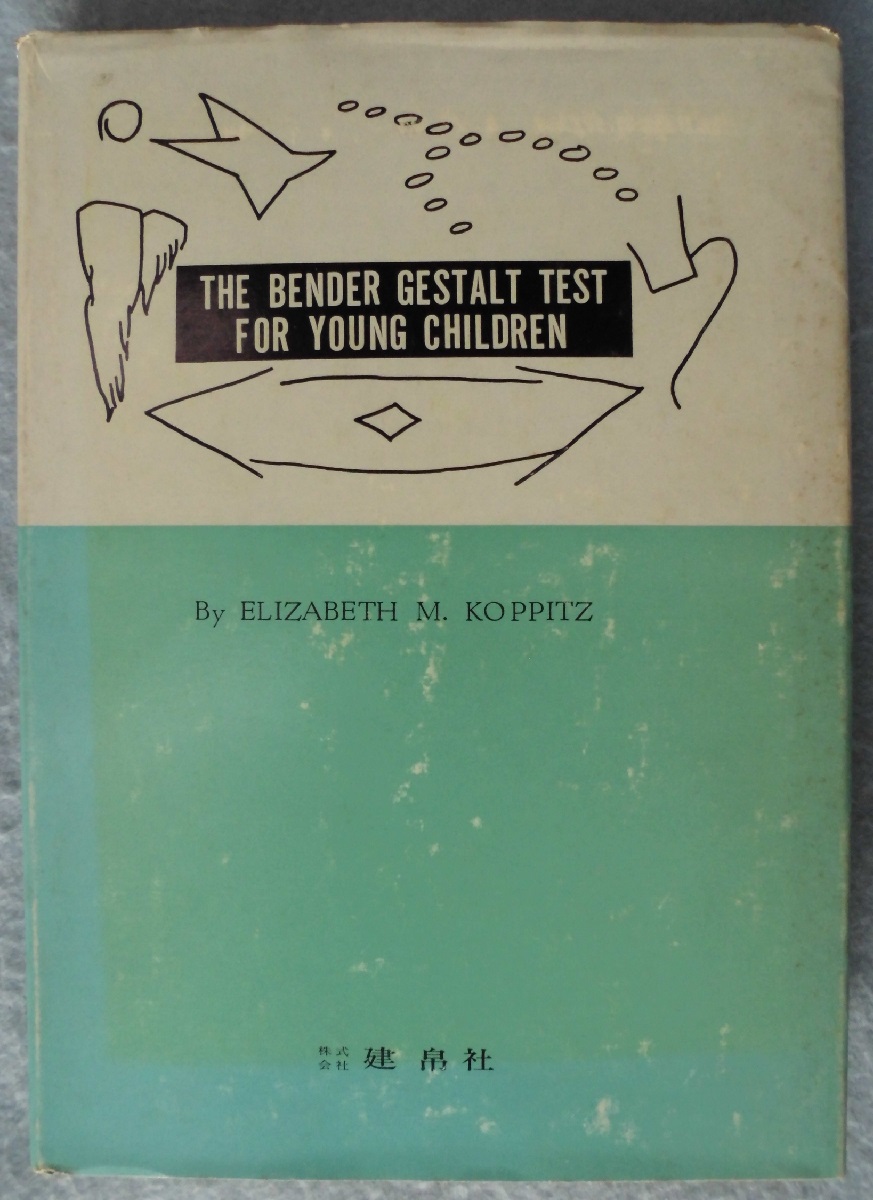 THE BENDER GESTALT TEST
FOR YOUNG CHILDREN
By ELIZABETH M. KOPPITZ
株式会社 建帛社